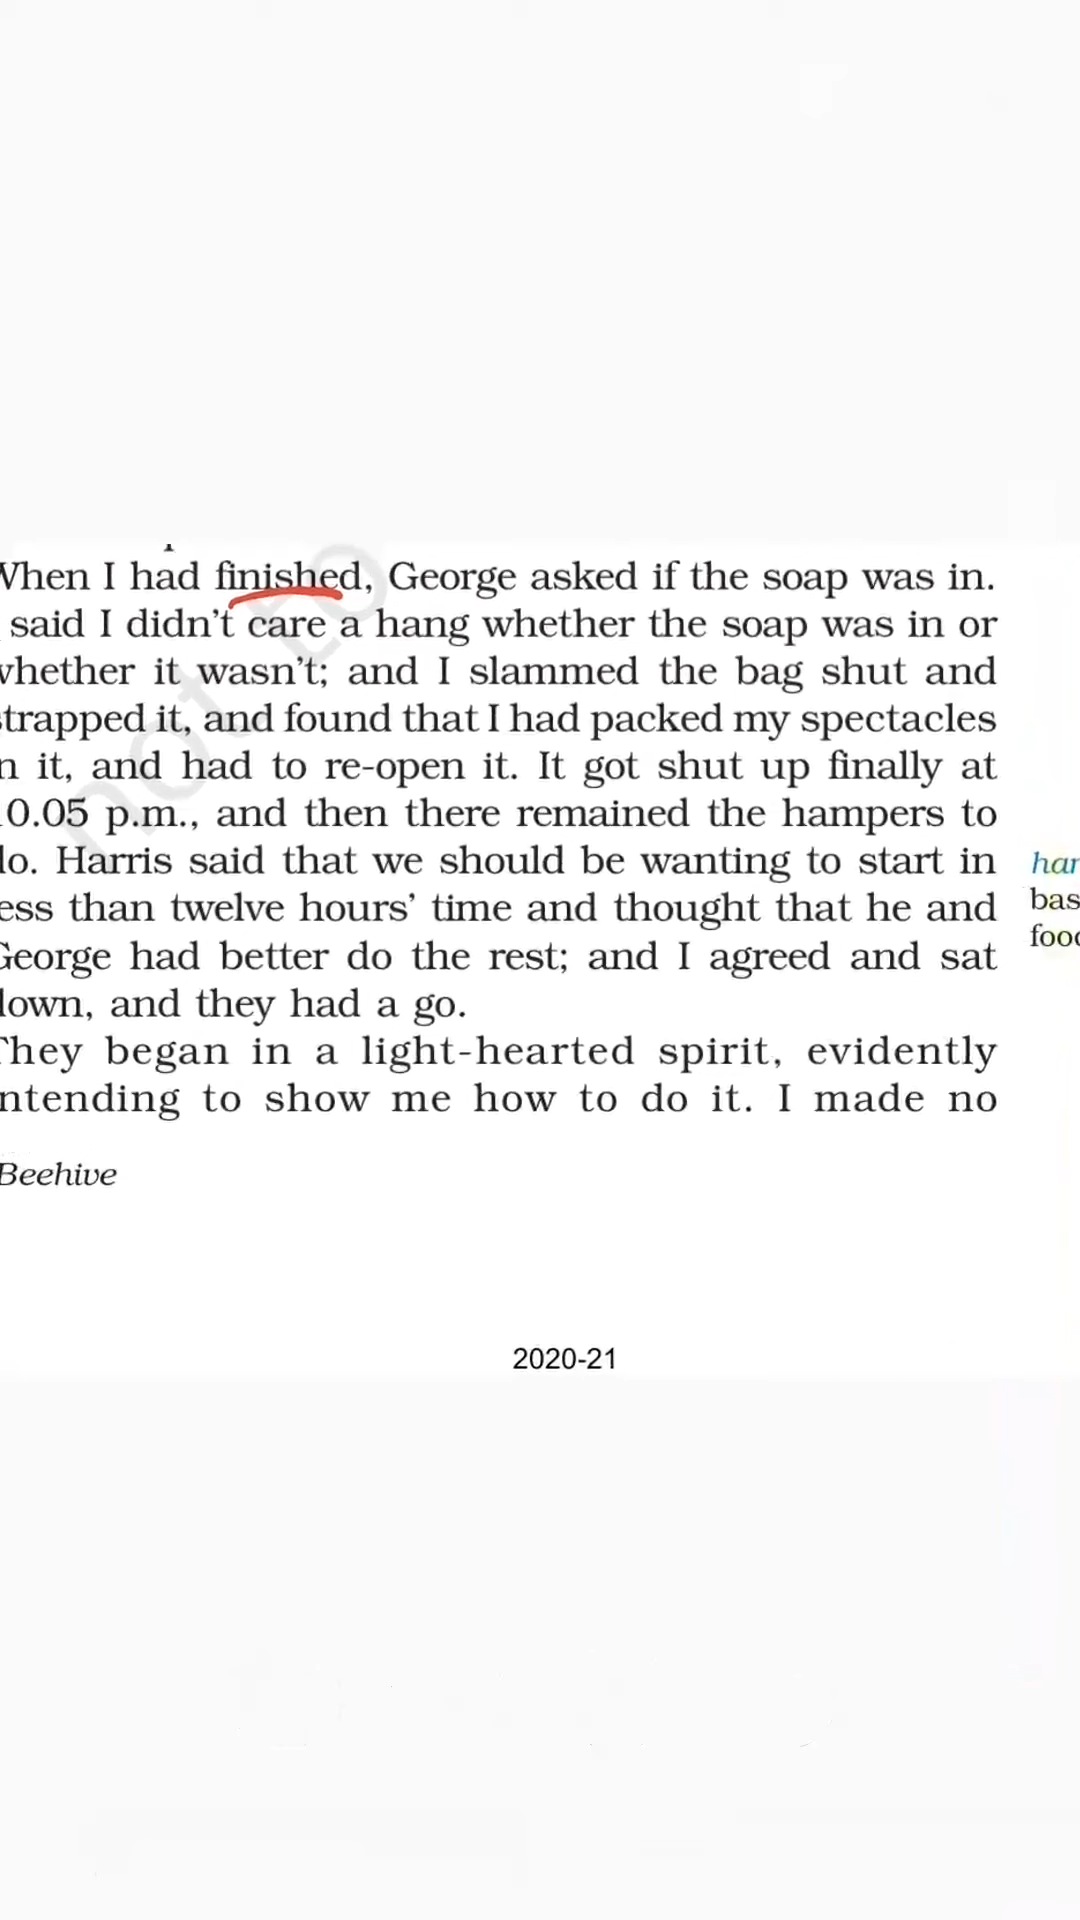 When I had finished, George asked if the soap was in.
said I didn't care a hang whether the soap was in or
whether it wasn't; and I slammed the bag shut and
strapped it, and found that I had packed my spectacles
n it, and had to re-open it. It got shut up finally at
0.05 p.m., and then there remained the hampers to
lo. Harris said that we should be wanting to start in
ess than twelve hours' time and thought that he and
George had better do the rest; and I agreed and sat
lown, and they had a go.
They began in a light-hearted spirit, evidently
ntending to show me how to do it. I made no
har
bas
food
Beehive
2020-21
not to